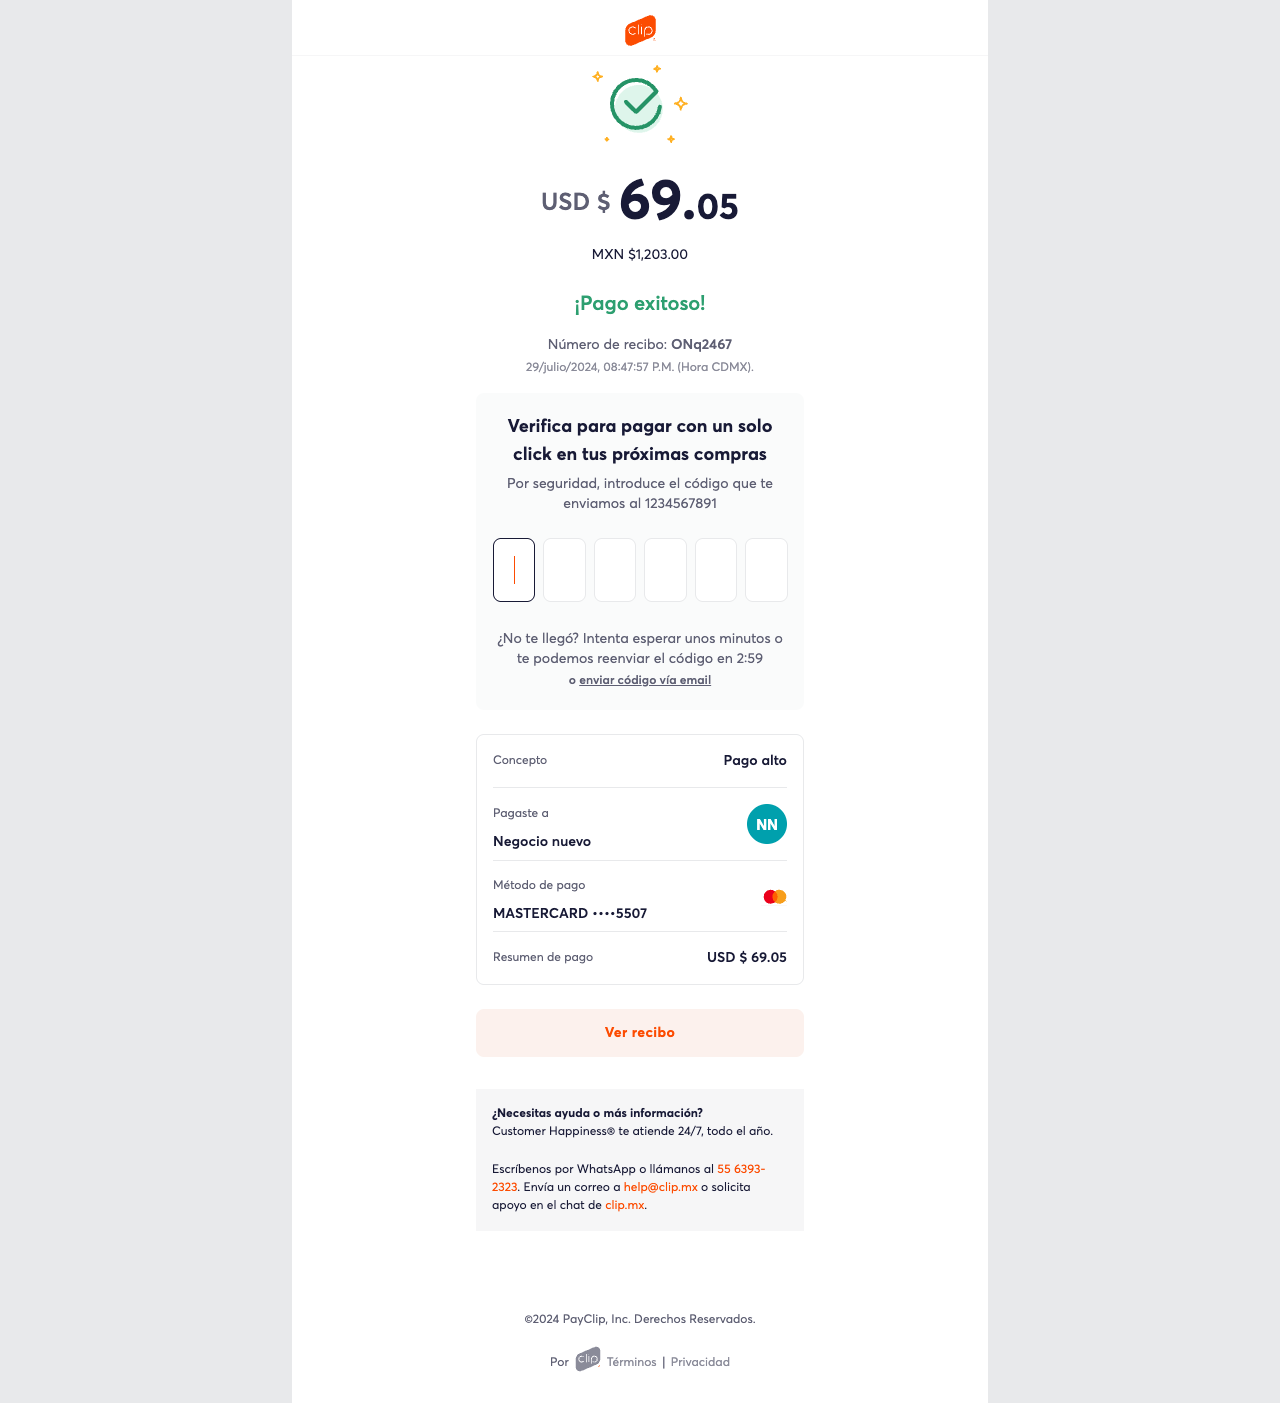 clip
USD $ 69.05
MXN $1,203.00
¡Pago exitoso!
Número de recibo: ONq2467
29/julio/2024, 08:47:57 P.M. (Hora CDMX).
Verifica para pagar con un solo
click en tus próximas compras
Por seguridad, introduce el código que te
enviamos al 1234567891
¿No te llegó? Intenta esperar unos minutos o
te podemos reenviar el código en 2:59
o enviar código vía email
Concepto Pago alto
Pagaste a
NN
Negocio nuevo
Método de pago
MASTERCARD ••••5507
Resumen de pago USD $ 69.05
Ver recibo
¿Necesitas ayuda o más información?
Customer Happiness® te atiende 24/7, todo el año.
Escríbenos por WhatsApp o llámanos al 55 6393-
2323. Envía un correo a help@clip.mx o solicita
apoyo en el chat de clip.mx.
©2024 PayClip, Inc. Derechos Reservados.
Por clip Términos | Privacidad